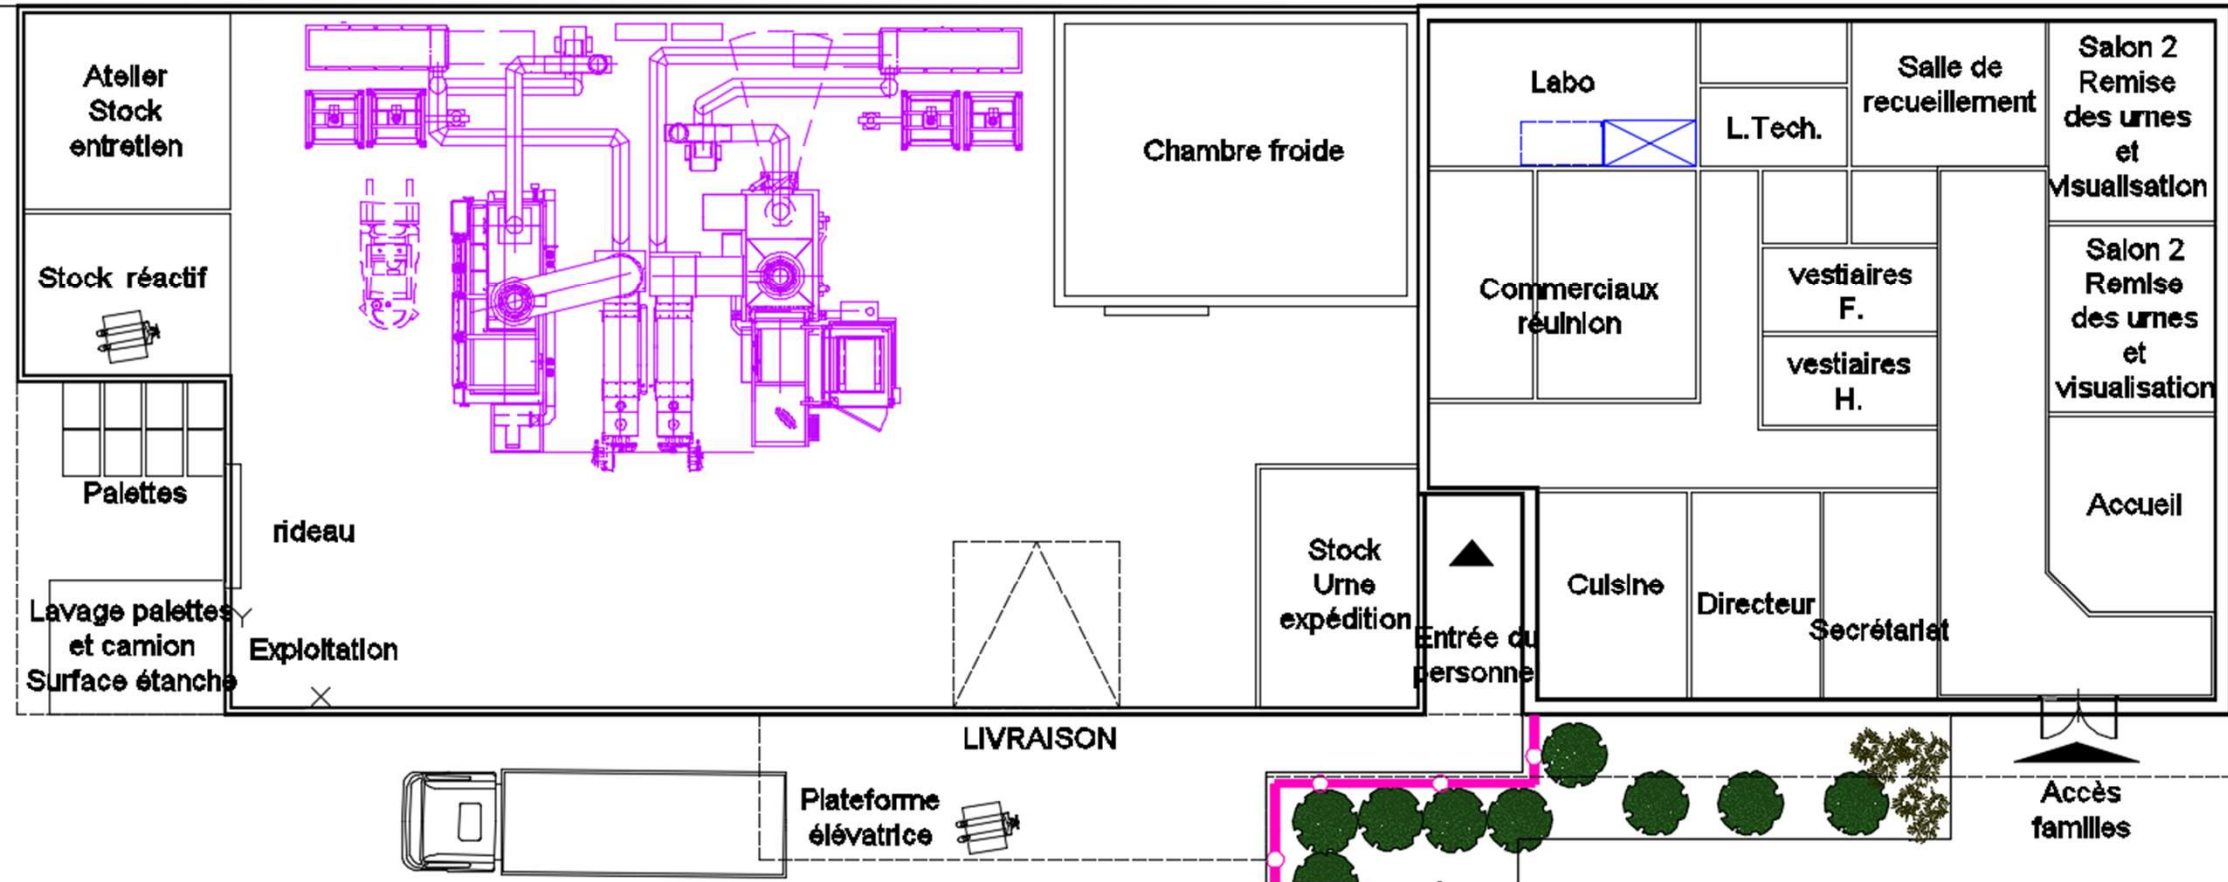 Atelier
Stock
entretien
Stock réactif
Palettes
rideau
Lavage palettes
et camion
Surface étanche
Exploitation
Chambre froide
Stock
Urne
expédition
LIVRAISON
Plateforme
élévatrice
Labo
L.Tech.
Salle de
recueillement
Salon 2
Remise
des urnes
et
visualisation
Commerciaux
réuinion
vestiaires
F.
vestiaires
H.
Salon 2
Remise
des urnes
et
visualisation
Accueil
Cuisine
Directeur
Secrétariat
Entrée du
personne
Accès
familles